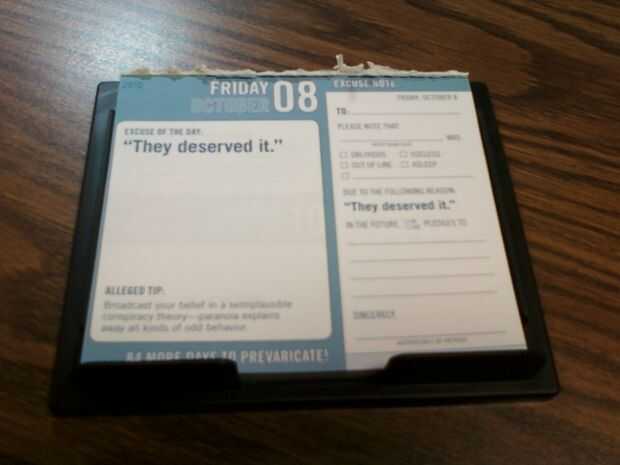 2010
FRIDAY
OCTOBER 08
EXCUSE OF THE DAY:
"They deserved it."
ALLEGED TIP:
Broadcast your belief in a semiplausible
conspiracy theory—paranoia explains
away all kinds of odd behavior.
84 MORE DAYS TO PREVARICATE!
EXCUSE NOTE
FRIDAY, OCTOBER 8
TO:
PLEASE NOTE THAT
WAS
OUT OF LINE ASLEEP
DUE TO THE FOLLOWING REASON:
"They deserved it."
IN THE FUTURE, PLEDGES TO
SINCERELY,